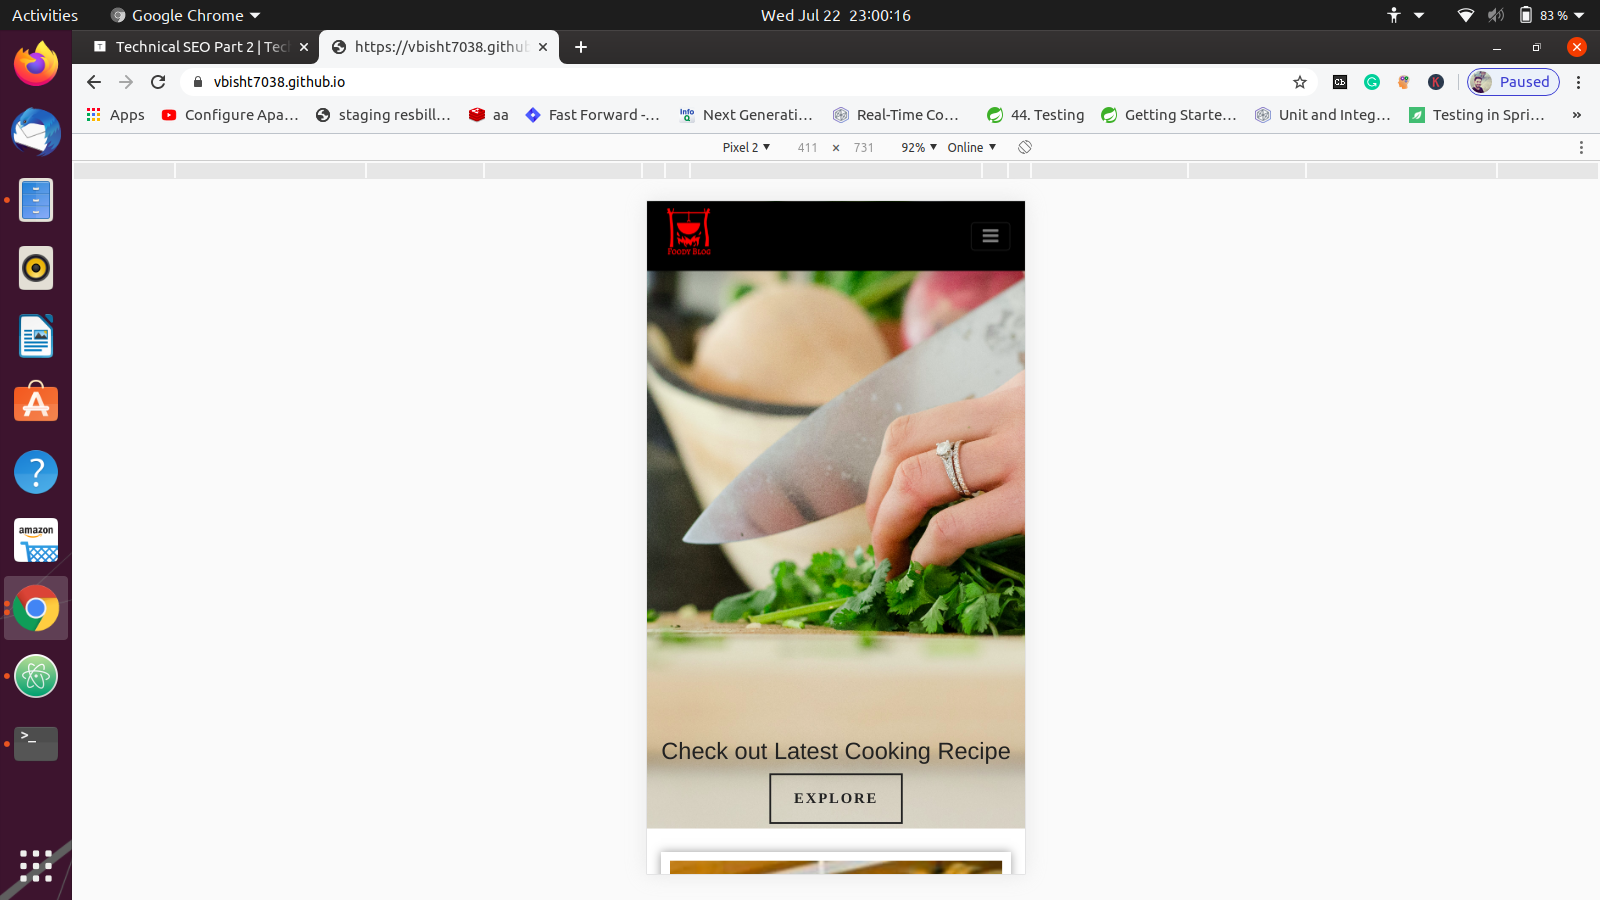 Activities
Google Chrome
Wed Jul 22 23:00:16
83 %
Technical SEO Part 2 | Tec
https://vbisht7038.githu
vbisht7038.github.io
Paused
Apps
Configure Apa...
staging resbill...
aa
Fast Forward -...
Info Q
Next Generati...
Real-Time Co...
44. Testing
Getting Starte...
Unit and Integ...
Testing in Spri...
»
Pixel 2
411 × 731
92%
Online
FOODY BLOG
amazon
Check out Latest Cooking Recipe
EXPLORE